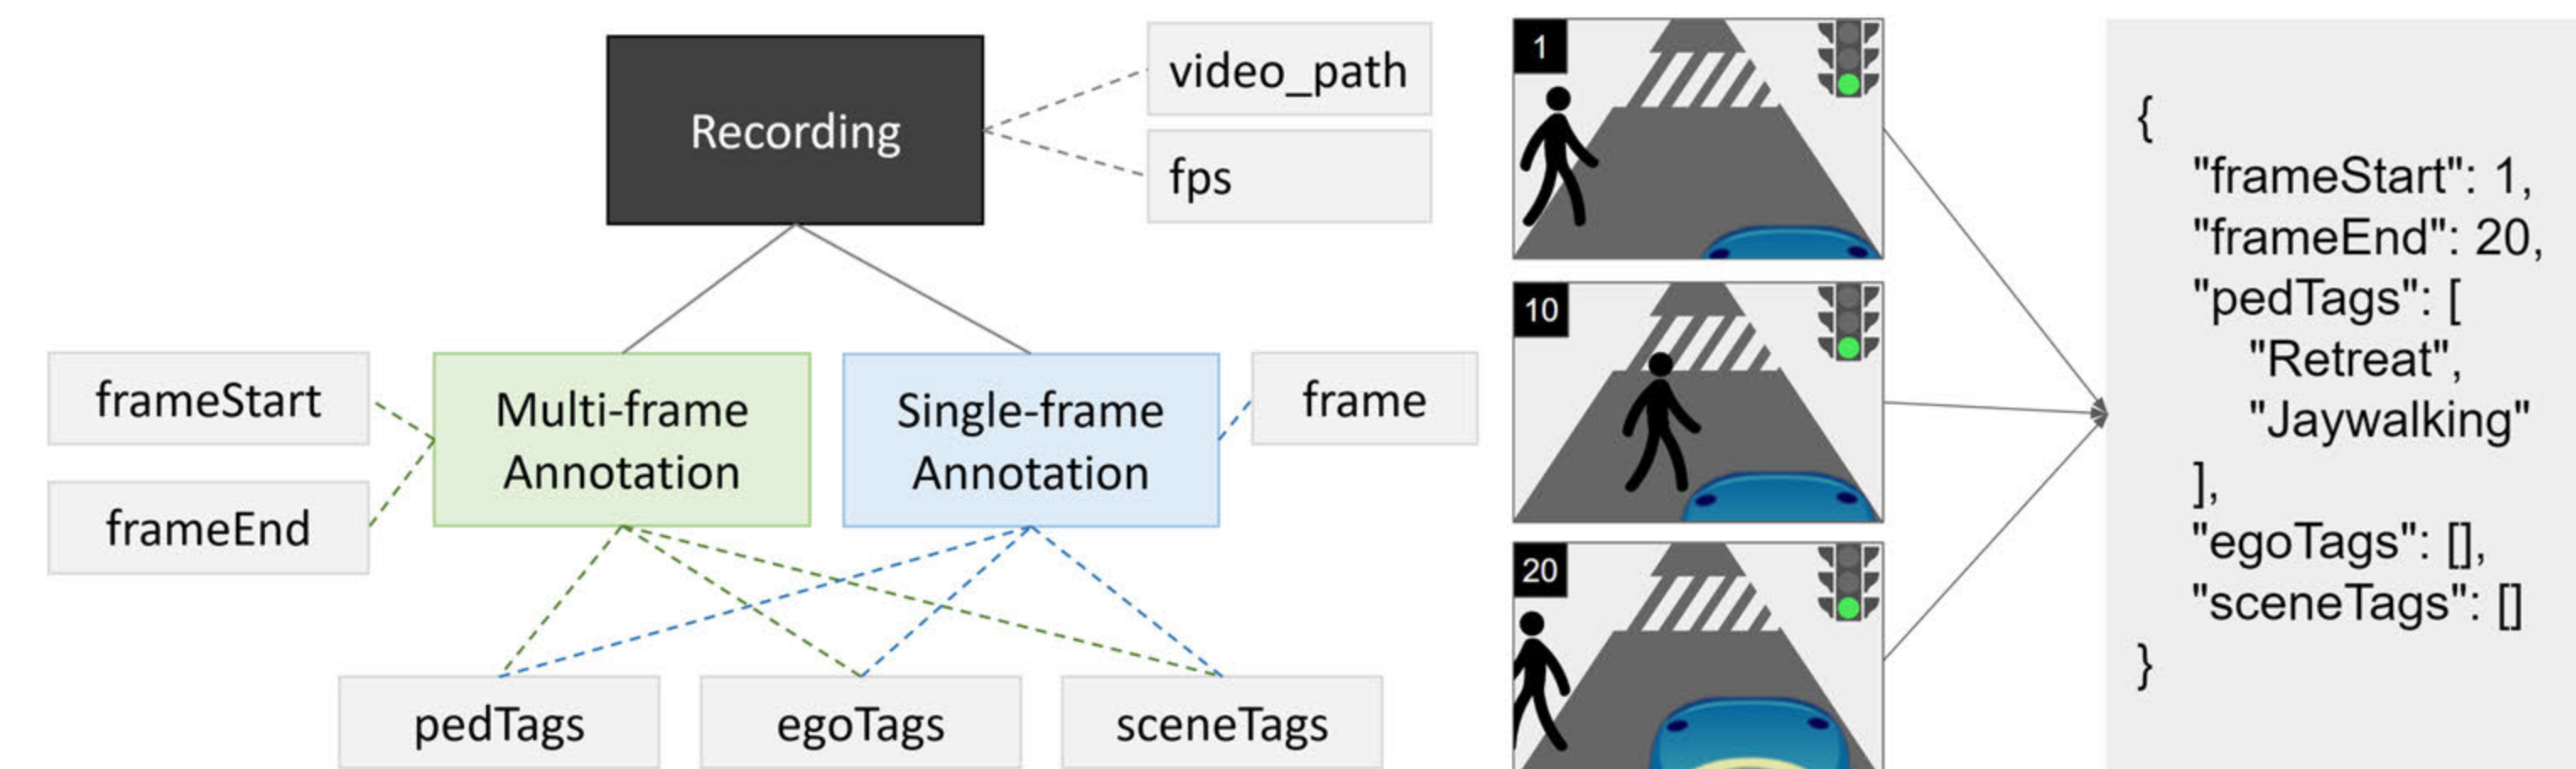 Recording
video_path
fps
frameStart
frameEnd
Multi-frame
Annotation
Single-frame
Annotation
frame
pedTags
egoTags
sceneTags
1
10
20
{
"frameStart": 1,
"frameEnd": 20,
"pedTags": [
"Retreat",
"Jaywalking"
],
"egoTags": [],
"sceneTags": []
}